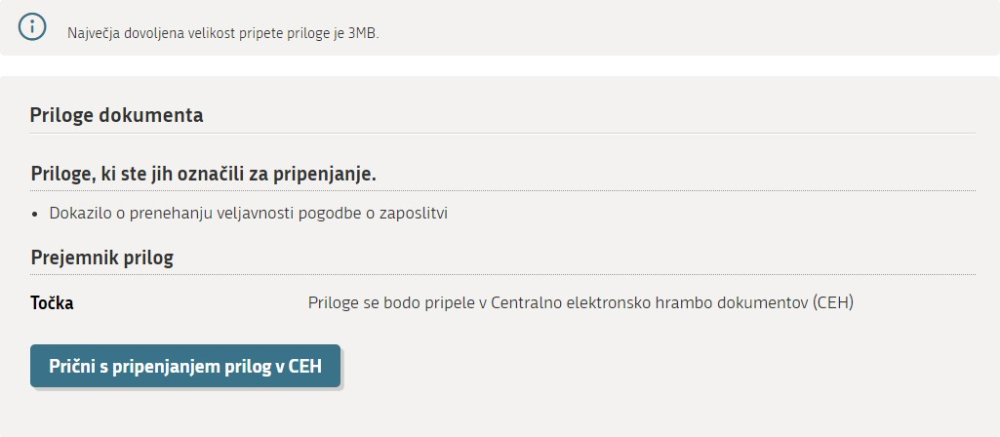 Največja dovoljena velikost pripete priloge je 3MB.
Priloge dokumenta
Priloge, ki ste jih označili za pripenjanje.
• Dokazilo o prenehanju veljavnosti pogodbe o zaposlitvi
Prejemnik prilog
Točka Priloge se bodo pripele v Centralno elektronsko hrambo dokumentov (CEH)
Prični s pripenjanjem prilog v CEH